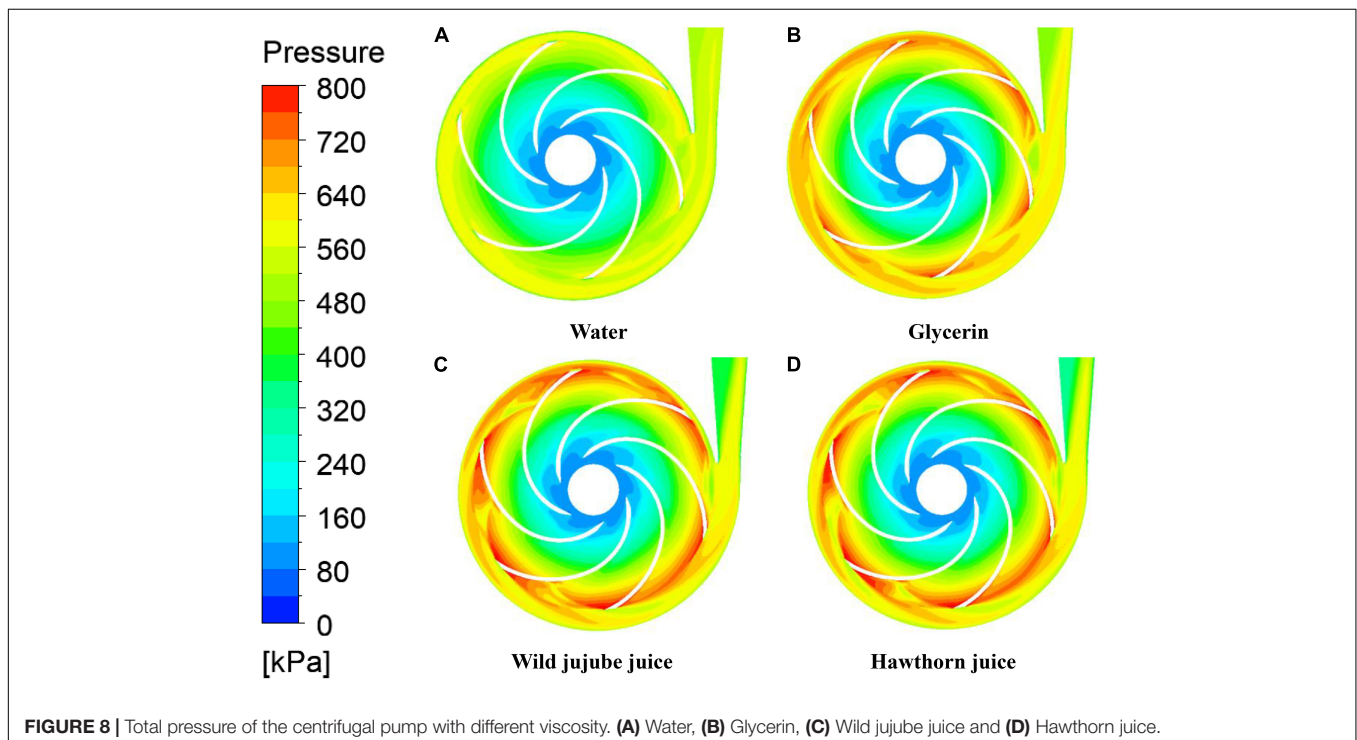 Pressure
800
720
640
560
480
400
320
240
160
80
0
[kPa]
A
B
Water
Glycerin
C
D
Wild jujube juice
Hawthorn juice
FIGURE 8 | Total pressure of the centrifugal pump with different viscosity. (A) Water, (B) Glycerin, (C) Wild jujube juice and (D) Hawthorn juice.